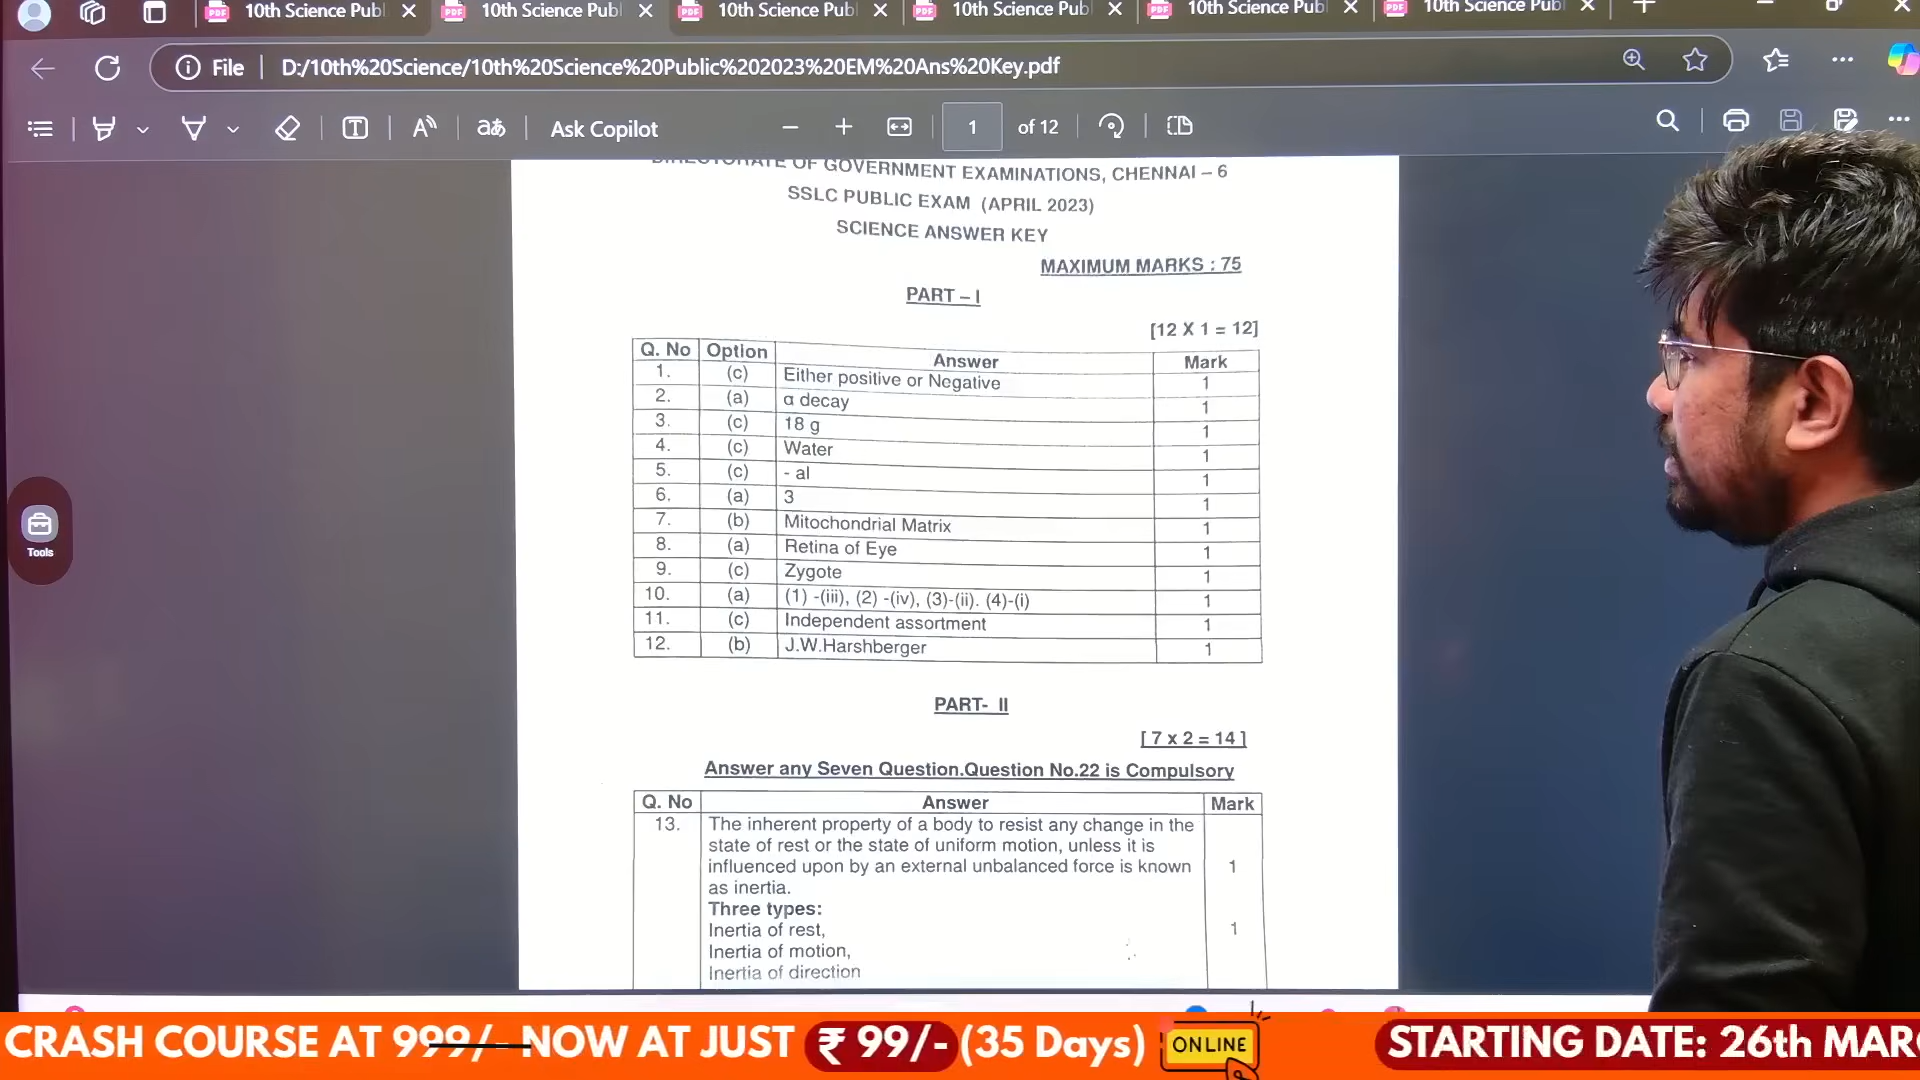 10th Science Publ
10th Science Publ
10th Science Publ
10th Science Pub
10th Science Pub
10th Science Publ
File
D:/10th%20Science/10th%20Science%20Public%202023%20EM%20Ans%20Key.pdf
Ask Copilot
1 of 12
Tools
DIRECTORATE OF GOVERNMENT EXAMINATIONS, CHENNAI – 6
SSLC PUBLIC EXAM (APRIL 2023)
SCIENCE ANSWER KEY
MAXIMUM MARKS : 75
PART – I
[12 X 1 = 12]
Q. No Option Answer Mark
1. (c) Either positive or Negative 1
2. (a) α decay 1
3. (c) 18 g 1
4. (c) Water 1
5. (c) - al 1
6. (a) 3 1
7. (b) Mitochondrial Matrix 1
8. (a) Retina of Eye 1
9. (c) Zygote 1
10. (a) (1) -(iii), (2) -(iv), (3)-(ii). (4)-(i) 1
11. (c) Independent assortment 1
12. (b) J.W.Harshberger 1
PART- II
[ 7 x 2 = 14 ]
Answer any Seven Question.Question No.22 is Compulsory
Q. No Answer Mark
13. The inherent property of a body to resist any change in the
state of rest or the state of uniform motion, unless it is
influenced upon by an external unbalanced force is known 1
as inertia.
Three types:
Inertia of rest, 1
Inertia of motion,
Inertia of direction
CRASH COURSE AT 999/- NOW AT JUST ₹ 99/- (35 Days) ONLINE STARTING DATE: 26th MARC